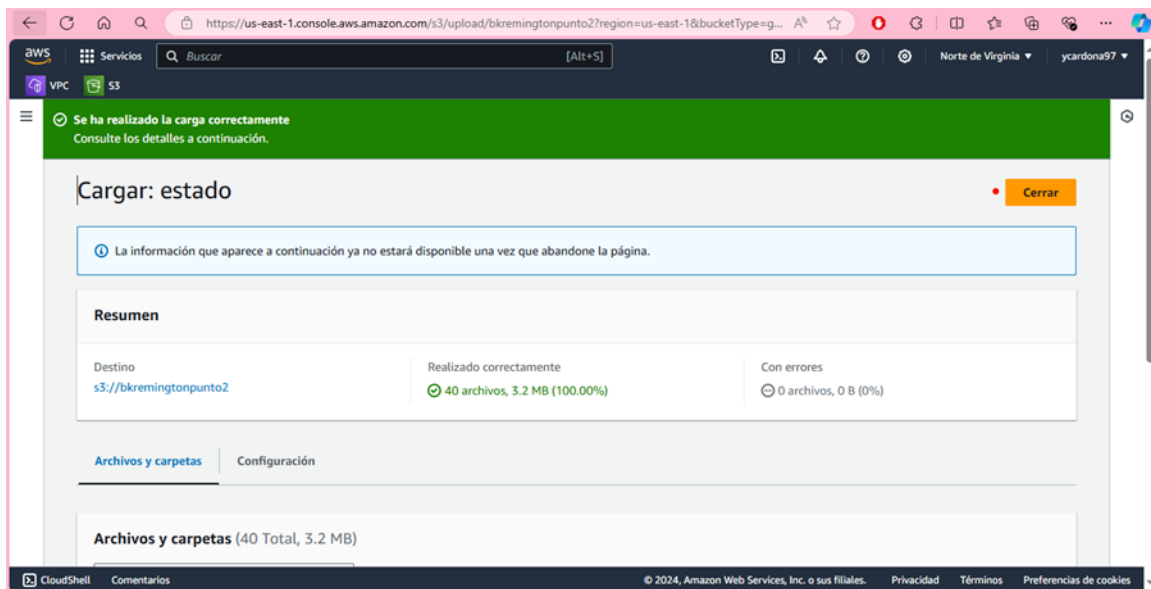 https://us-east-1.console.aws.amazon.com/s3/upload/bkremingtonpunto2?region=us-east-1&bucketType=g...
aws Servicios Buscar [Alt+S] Norte de Virginia ycardona97
VPC S3
Se ha realizado la carga correctamente
Consulte los detalles a continuación.
Cargar: estado Cerrar
La información que aparece a continuación ya no estará disponible una vez que abandone la página.
Resumen
Destino Realizado correctamente Con errores
s3://bkremingtonpunto2 40 archivos, 3.2 MB (100.00%) 0 archivos, 0 B (0%)
Archivos y carpetas Configuración
Archivos y carpetas (40 Total, 3.2 MB)
CloudShell Comentarios © 2024, Amazon Web Services, Inc. o sus filiales. Privacidad Términos Preferencias de cookies